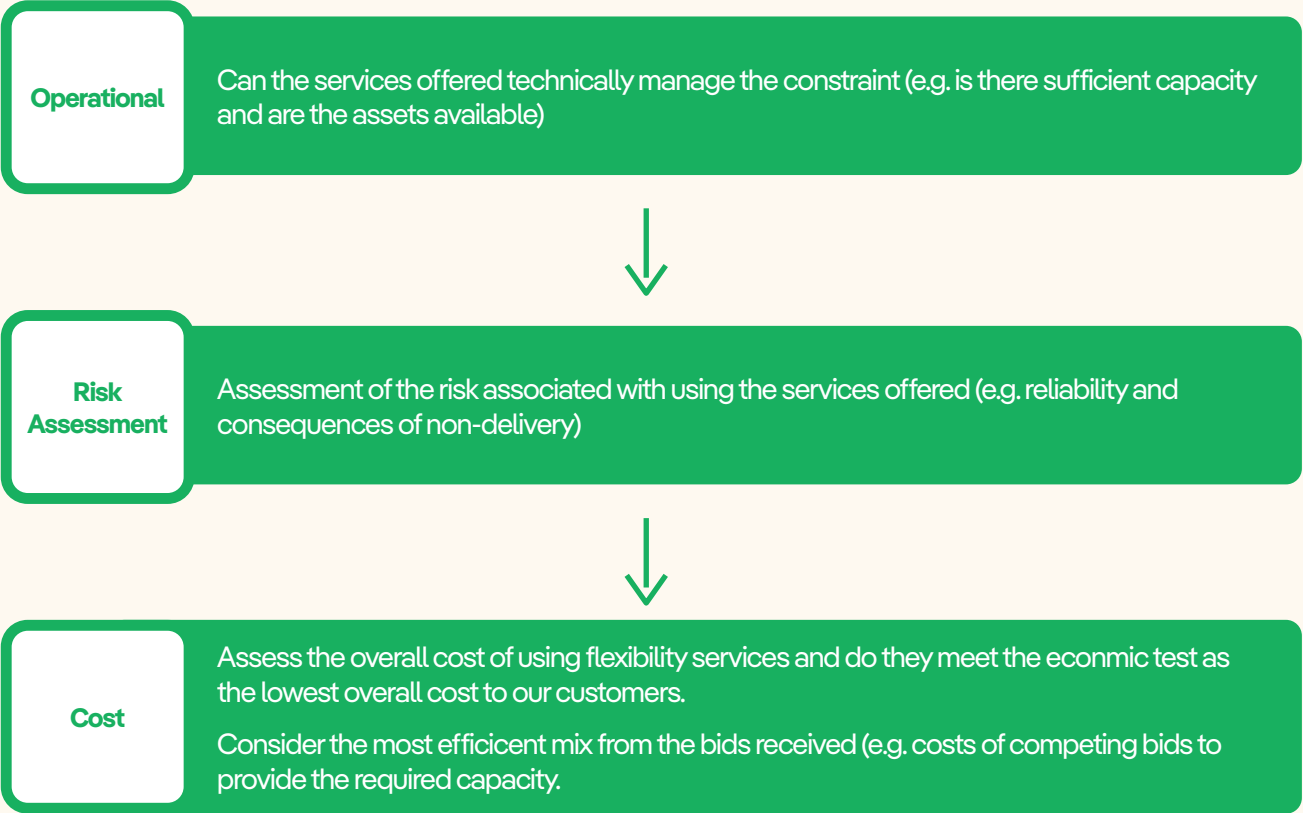 Operational
Can the services offered technically manage the constraint (e.g. is there sufficient capacity
and are the assets available)
Risk
Assessment
Assessment of the risk associated with using the services offered (e.g. reliability and
consequences of non-delivery)
Cost
Assess the overall cost of using flexibility services and do they meet the econmic test as
the lowest overall cost to our customers.
Consider the most efficicent mix from the bids received (e.g. costs of competing bids to
provide the required capacity.